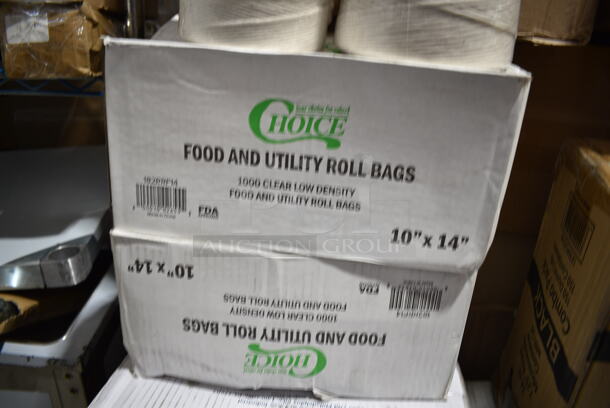 CHOICE
FOOD AND UTILITY ROLL BAGS
1000 CLEAR LOW DENSITY
FOOD AND UTILITY ROLL BAGS
FDA
10" x 14"
AUCTION GROUP
10" x 14"
FDA
FOOD AND UTILITY ROLL BAGS
1000 CLEAR LOW DENSITY
FOOD AND UTILITY ROLL BAGS
CHOICE
BLACK